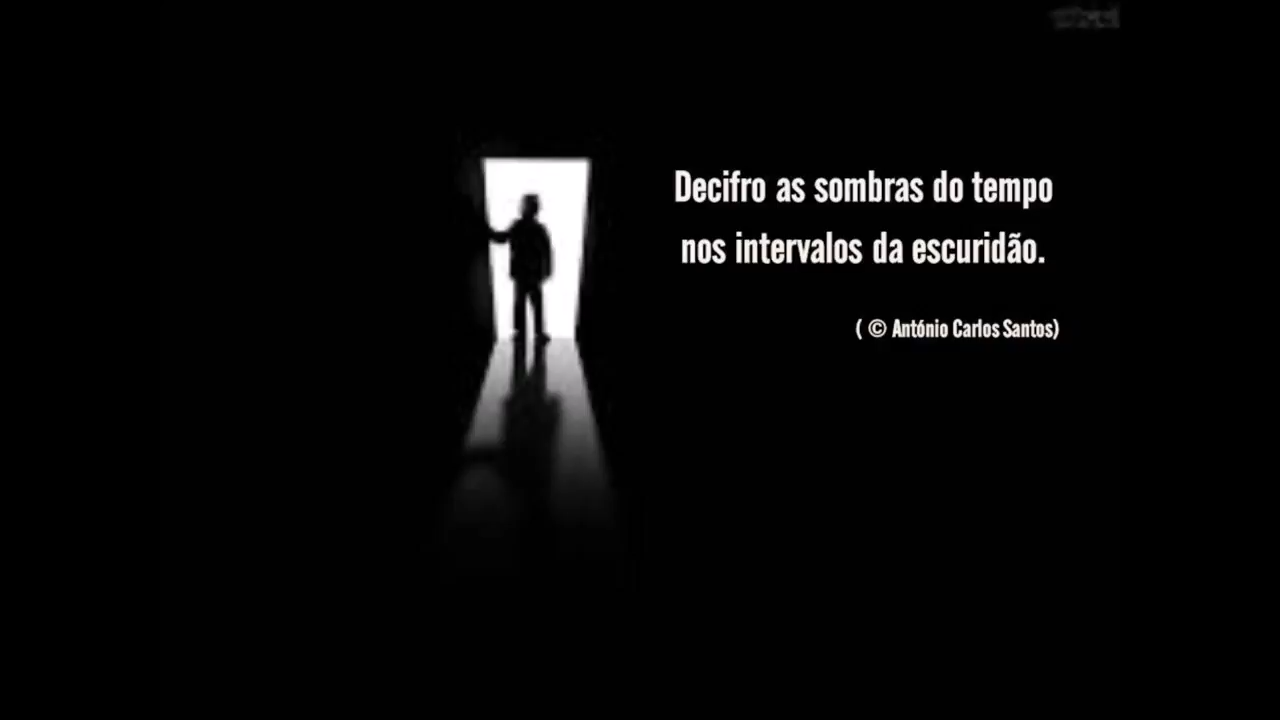 Decifro as sombras do tempo
nos intervalos da escuridão.
( © António Carlos Santos)